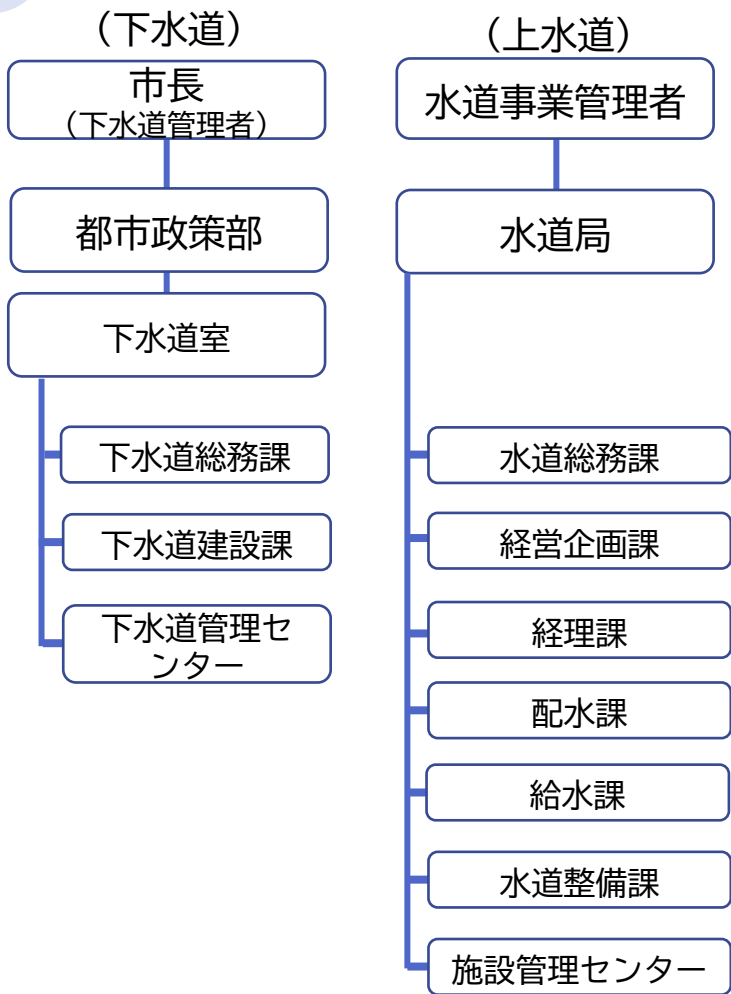 （下水道）
市長
（下水道管理者）
都市政策部
下水道室
下水道総務課
下水道建設課
下水道管理セ
ンター
（上水道）
水道事業管理者
水道局
水道総務課
経営企画課
経理課
配水課
給水課
水道整備課
施設管理センター